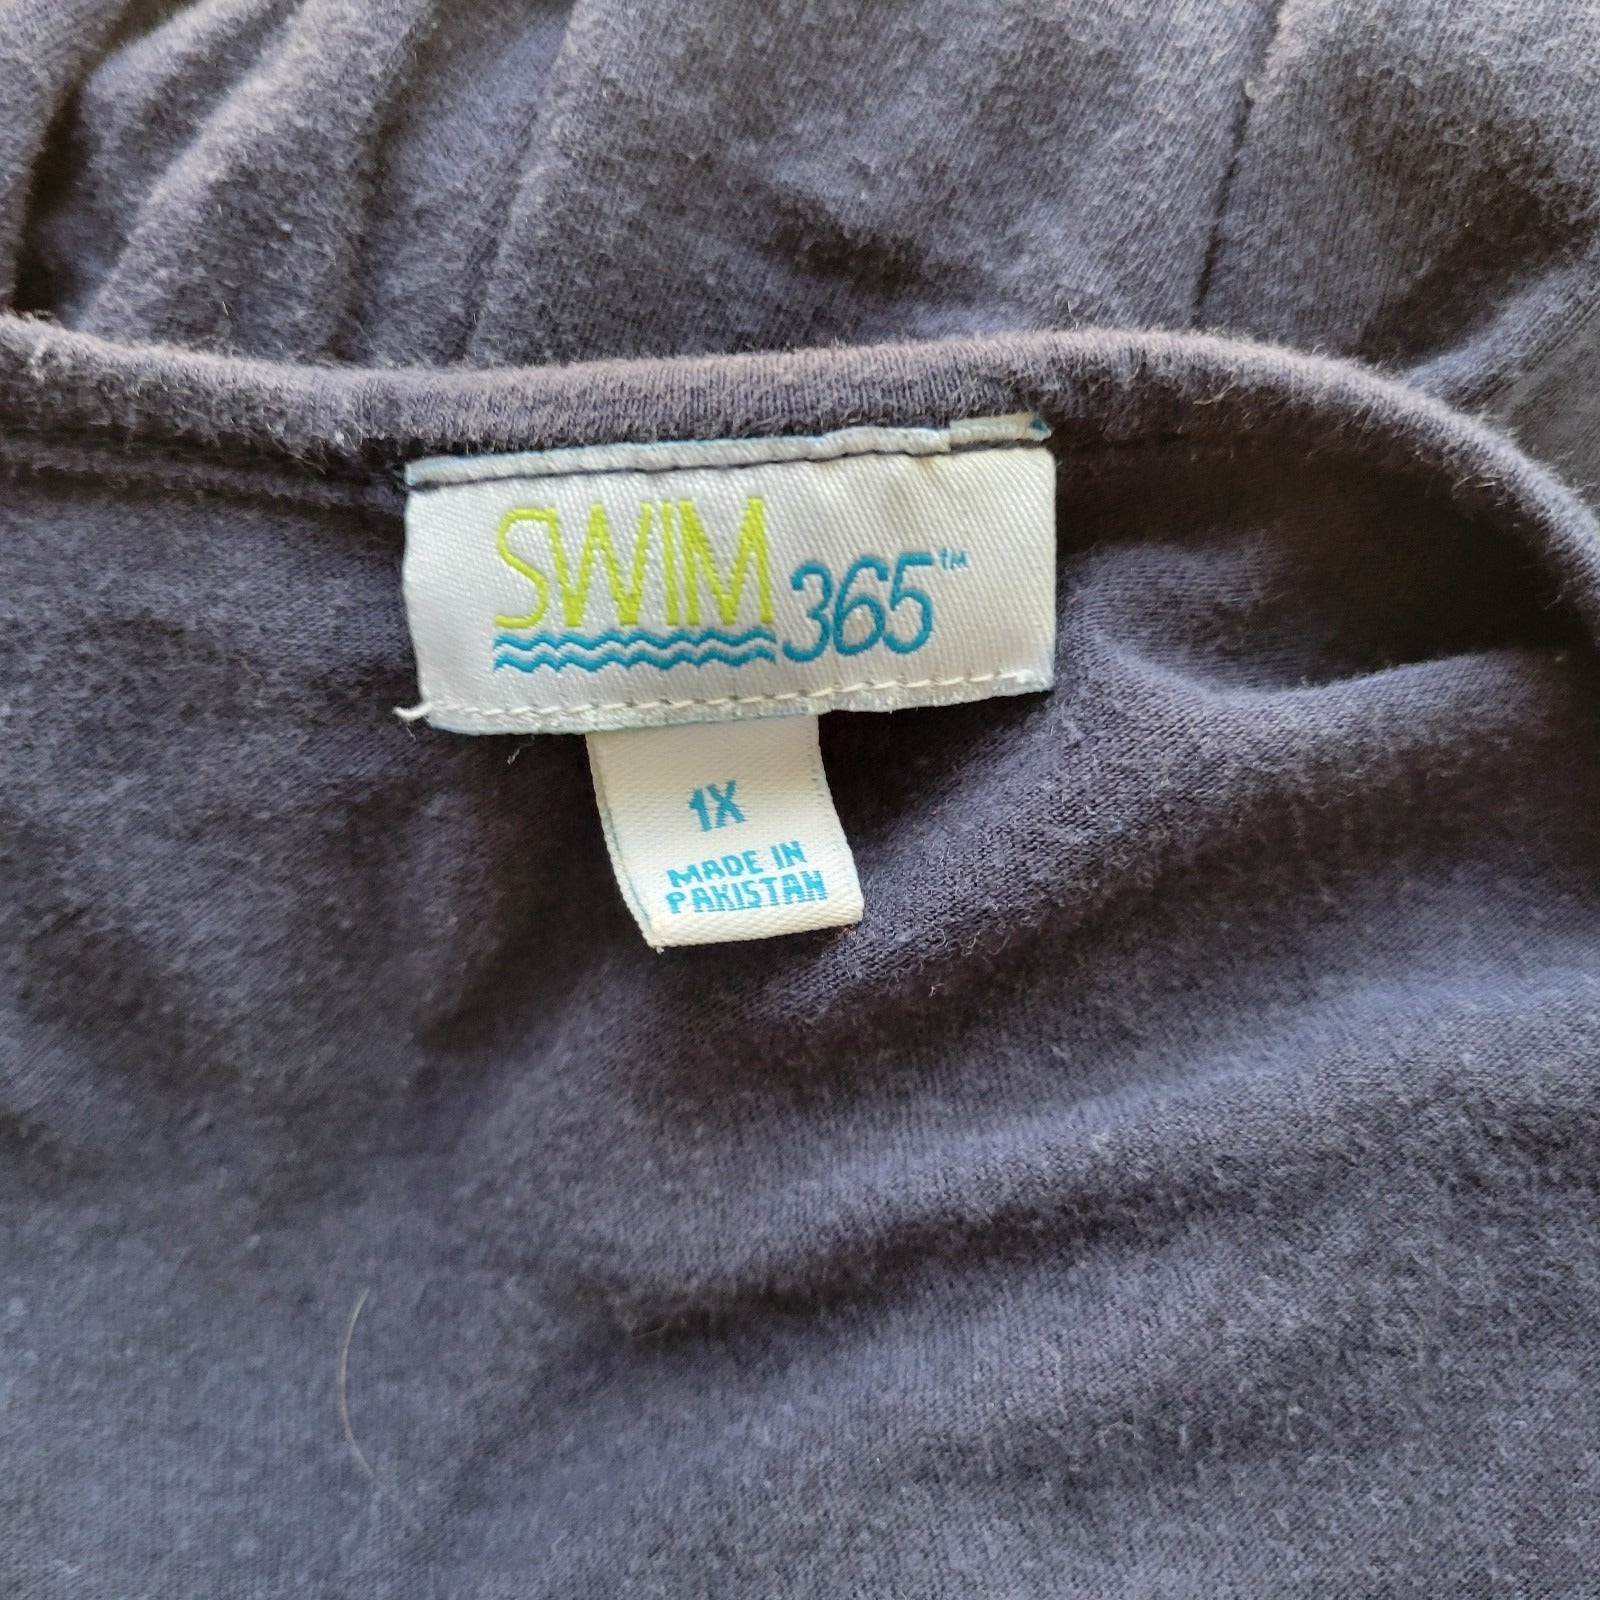 SWIM 365™
1X
MADE IN
PAKISTAN